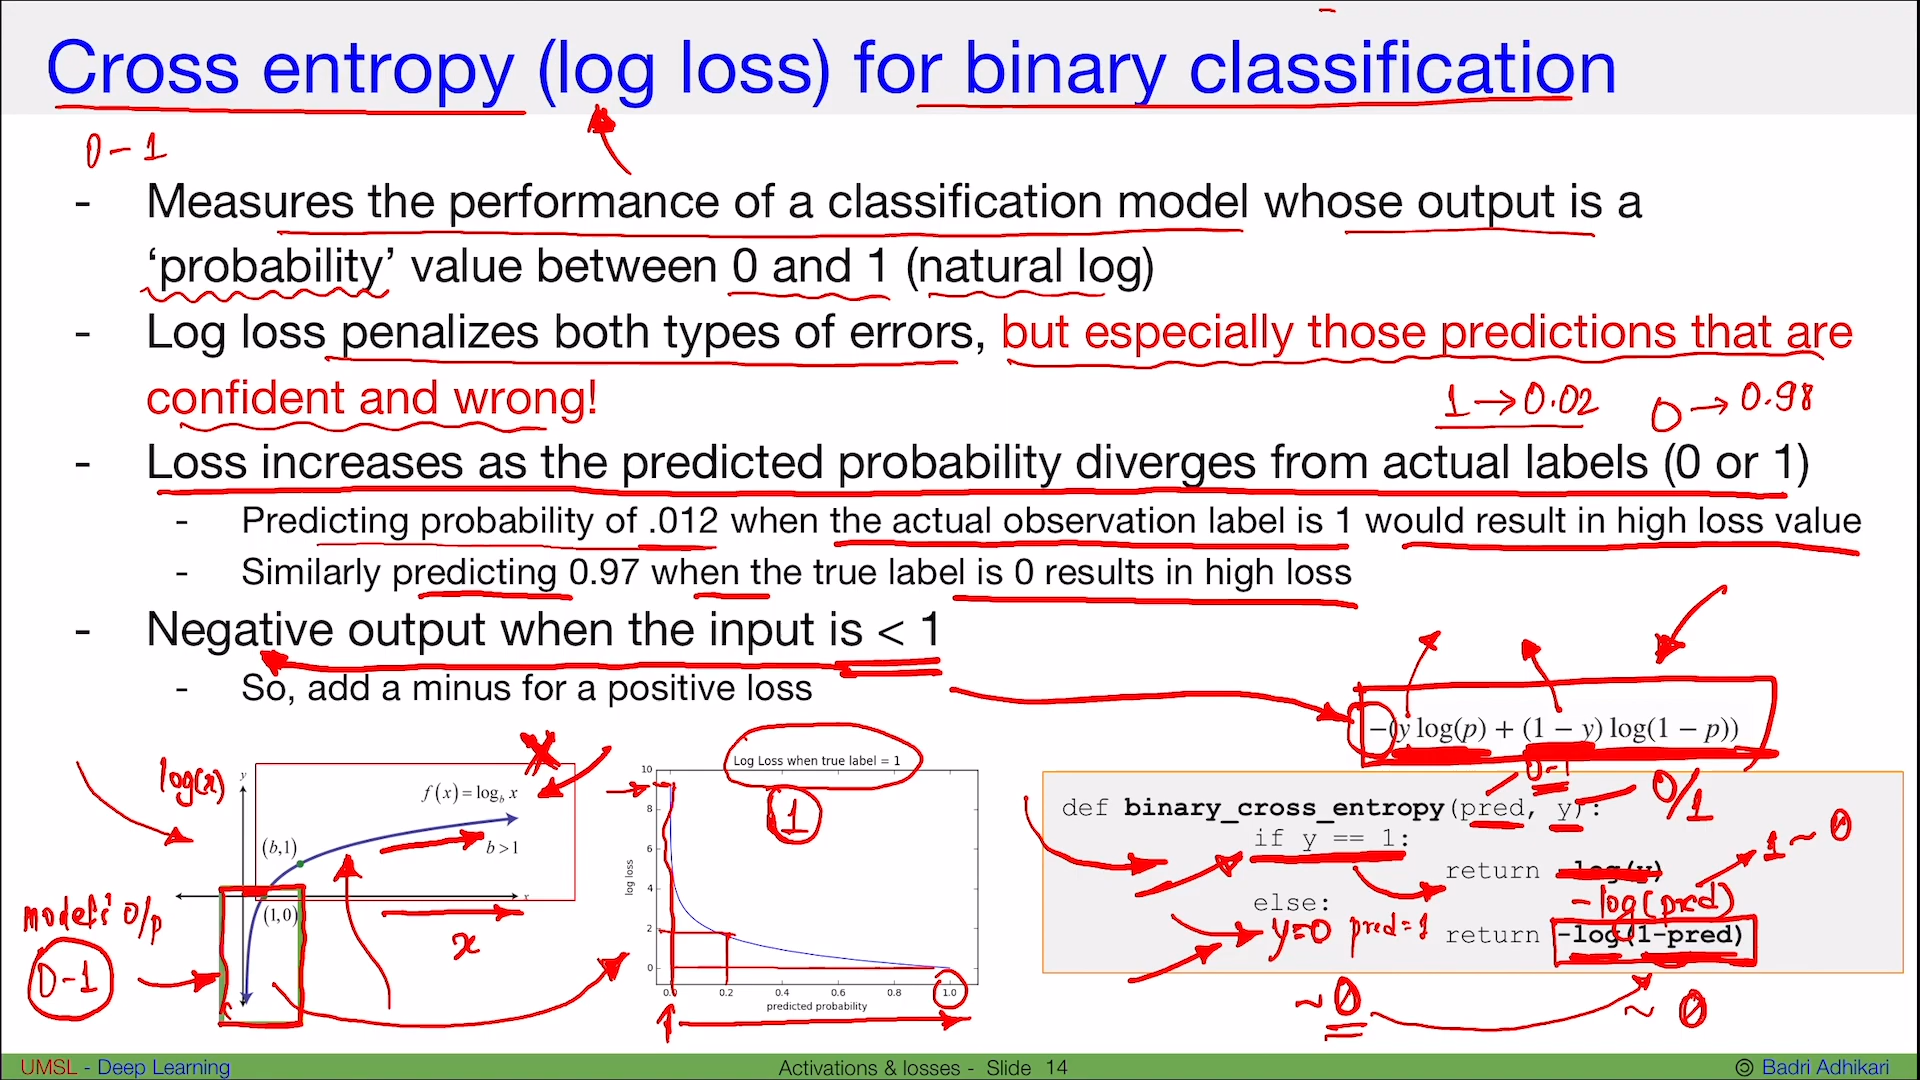 Cross entropy (log loss) for binary classification
0-1
- Measures the performance of a classification model whose output is a
‘probability’ value between 0 and 1 (natural log)
- Log loss penalizes both types of errors, but especially those predictions that are
confident and wrong!
1→0.02 0→0.98
- Loss increases as the predicted probability diverges from actual labels (0 or 1)
- Predicting probability of .012 when the actual observation label is 1 would result in high loss value
- Similarly predicting 0.97 when the true label is 0 results in high loss
- Negative output when the input is < 1
- So, add a minus for a positive loss
−(y log(p) + (1 − y) log(1 − p))
0-1
0/1
log(x)
y
f(x) = log_b x
(b,1)
b > 1
x
(1,0)
x
model's O/p
0-1
Log Loss when true label = 1
1
log loss
10
8
6
4
2
0
0.0 0.2 0.4 0.6 0.8 1.0
predicted probability
def binary_cross_entropy(pred, y):
if y == 1:
return -log(y)
-log(pred)
1 ~ 0
else:
y=0 pred=1
return -log(1-pred)
~ 0
~ 0
UMSL - Deep Learning
Activations & losses - Slide 14
© Badri Adhikari